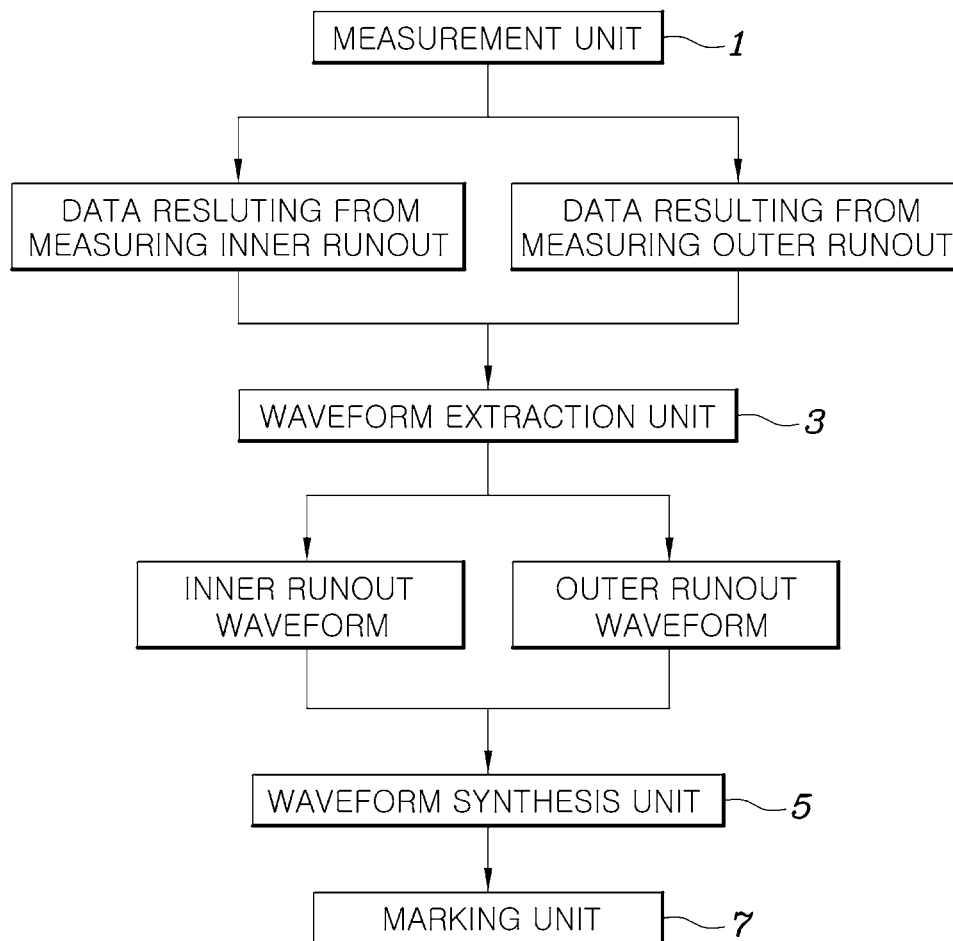 MEASUREMENT UNIT
1
DATA RESLUTING FROM
MEASURING INNER RUNOUT
DATA RESULTING FROM
MEASURING OUTER RUNOUT
WAVEFORM EXTRACTION UNIT
3
INNER RUNOUT
WAVEFORM
OUTER RUNOUT
WAVEFORM
WAVEFORM SYNTHESIS UNIT
5
MARKING UNIT
7